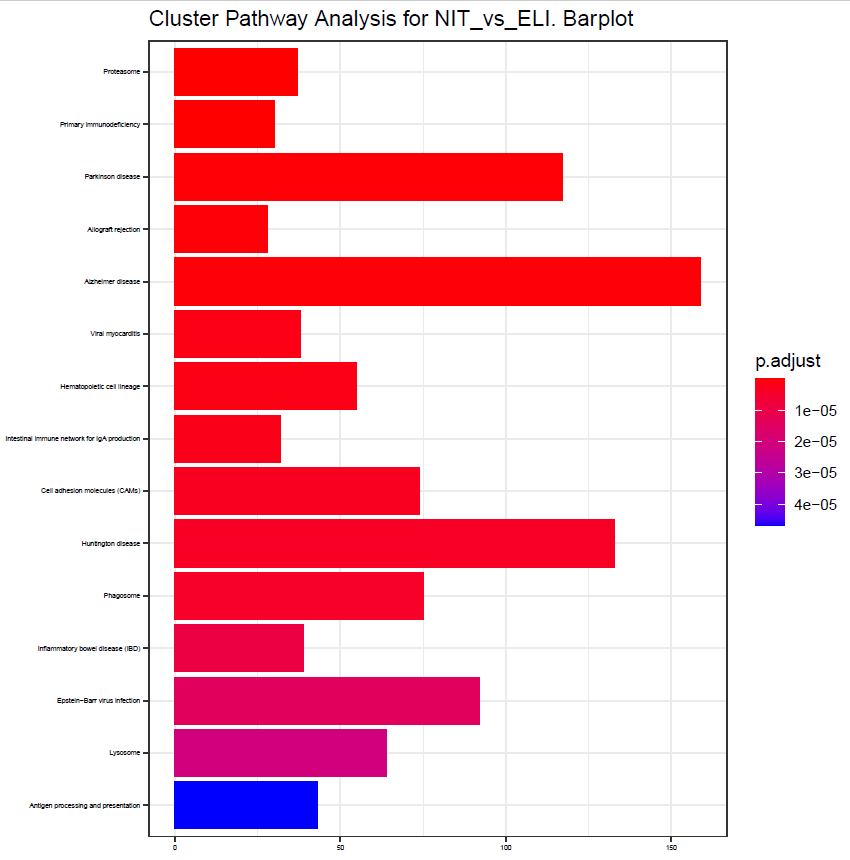 Cluster Pathway Analysis for NIT_vs_ELI. Barplot
Proteasome
Primary immunodeficiency
Parkinson disease
Allograft rejection
Alzheimer disease
Viral myocarditis
Hematopoietic cell lineage
Intestinal immune network for IgA production
Cell adhesion molecules (CAMs)
Huntington disease
Phagosome
Inflammatory bowel disease (IBD)
Epstein−Barr virus infection
Lysosome
Antigen processing and presentation
0 50 100 150
p.adjust
1e−05
2e−05
3e−05
4e−05